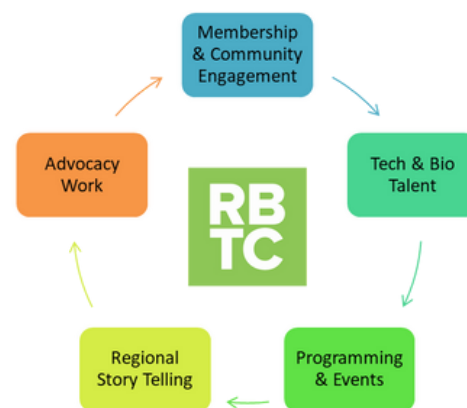 Membership
& Community
Engagement
Tech & Bio
Talent
Programming
& Events
Regional
Story Telling
Advocacy
Work
RB
TC